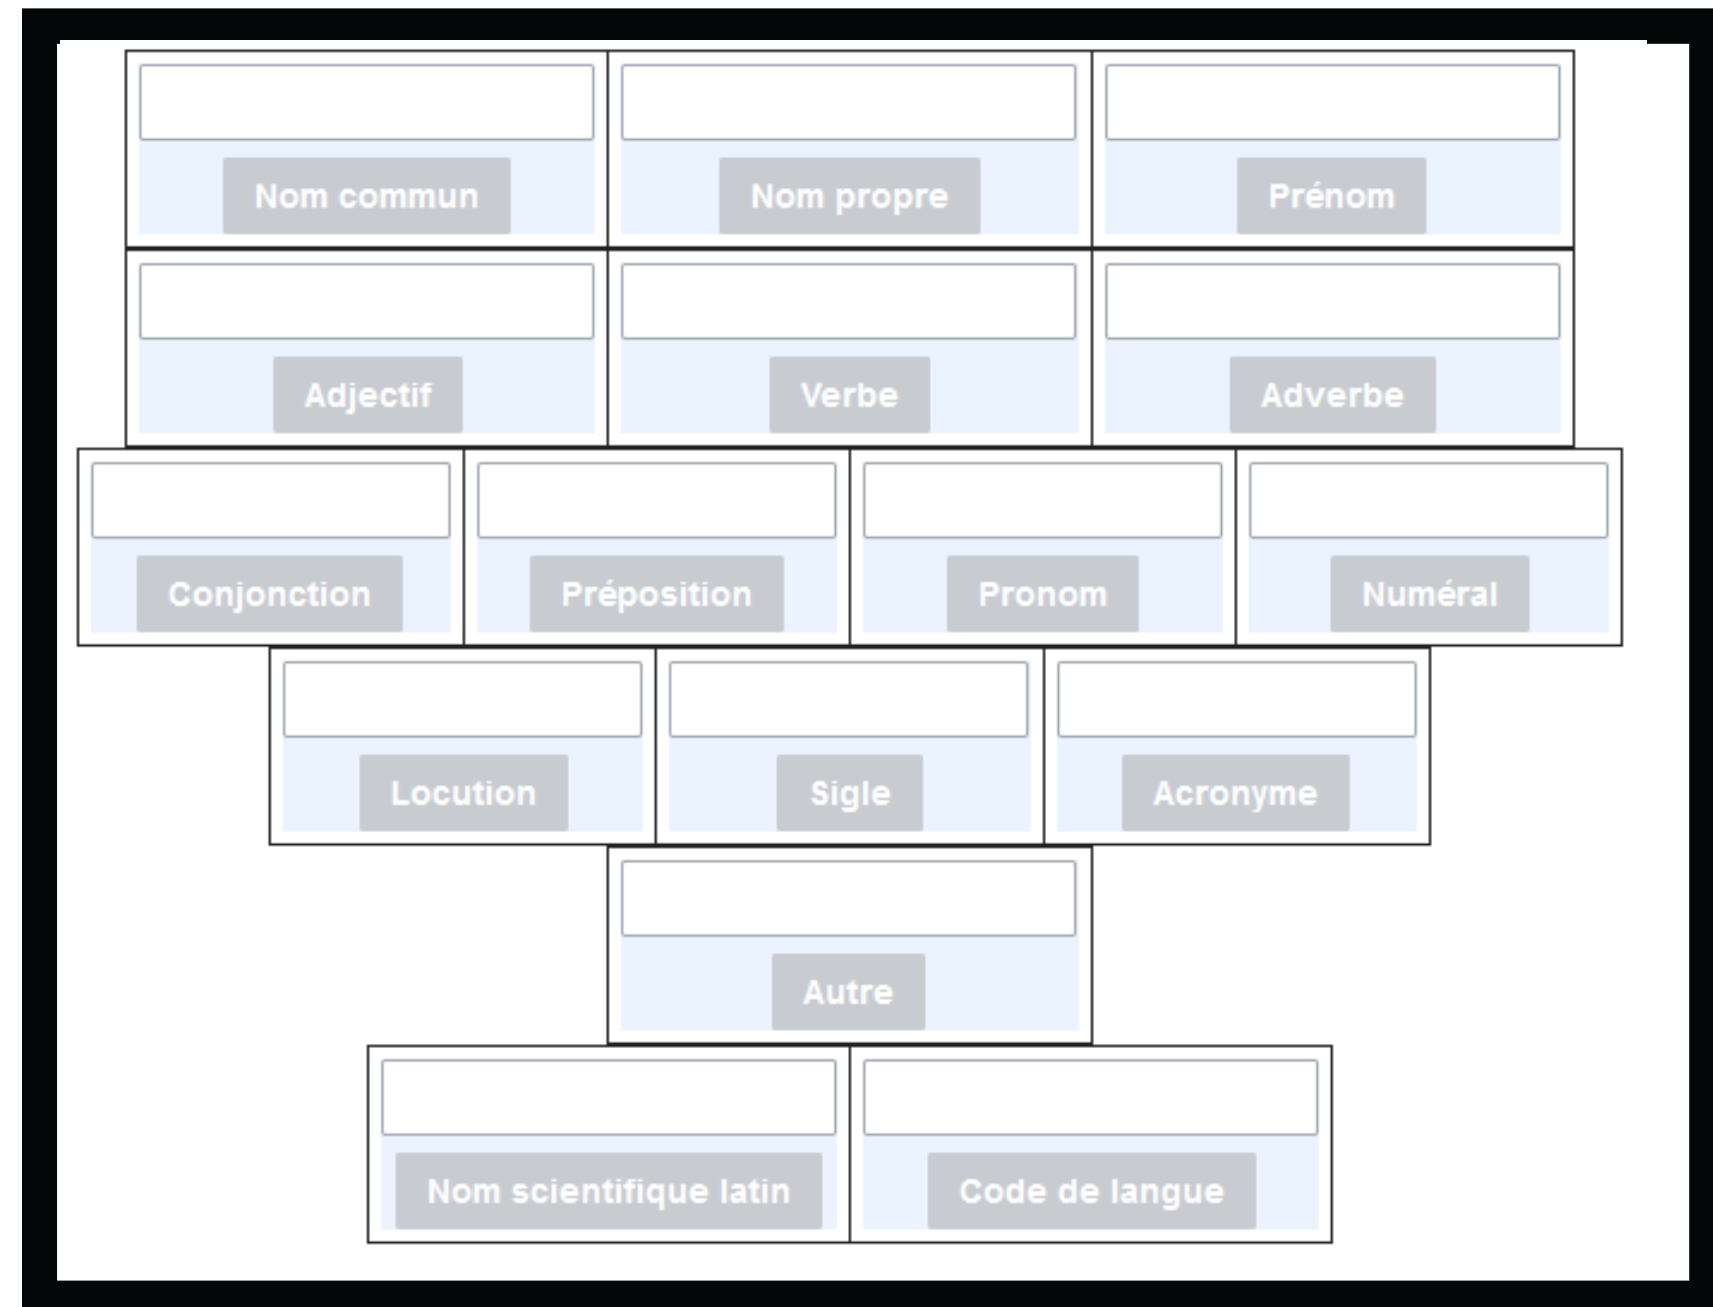 Nom commun Nom propre Prénom
Adjectif Verbe Adverbe
Conjonction Préposition Pronom Numéral
Locution Sigle Acronyme
Autre
Nom scientifique latin Code de langue